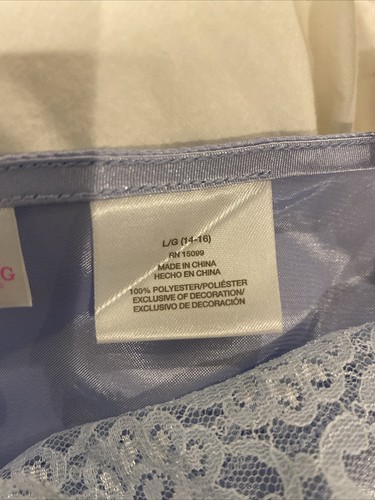 G
L/G (14-16)
RN 15099
MADE IN CHINA
HECHO EN CHINA
100% POLYESTER/POLIÉSTER
EXCLUSIVE OF DECORATION/
EXCLUSIVO DE DECORACIÓN